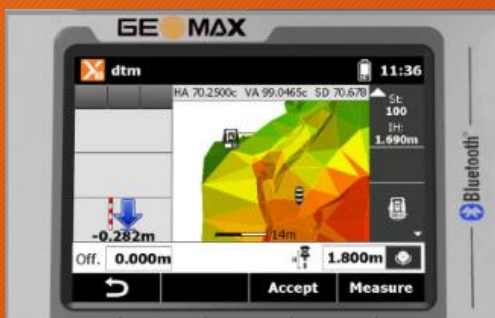 GEOMAX
dtm 11:36
HA 70.2500c VA 99.0465c SD 70.678
St:
100
IH:
1.690m
-0.282m
14m
Off. 0.000m 1.800m
Accept Measure
Bluetooth®